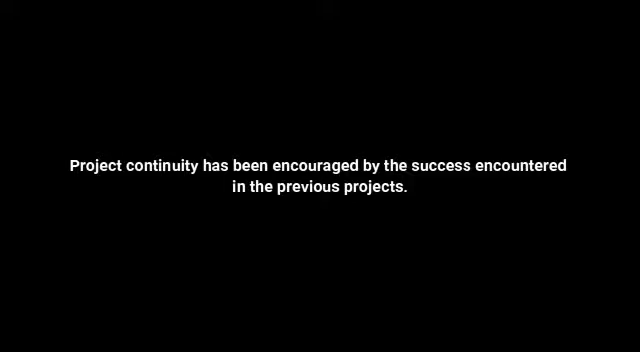 Project continuity has been encouraged by the success encountered
in the previous projects.